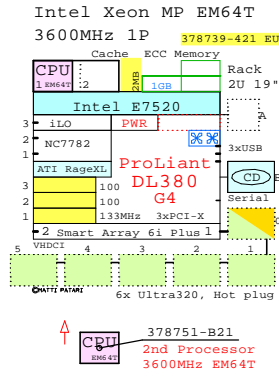 Intel Xeon MP EM64T
3600MHz 1P 378739-421 EU
Cache ECC Memory
CPU
1 EM64T
:2
2MB
1GB
Rack
2U 19"
Intel E7520
A
3 iLO PWR
2 NC7782
1
3xUSB
ATI RageXL
ProLiant
DL380
G4
CD
3 100
2 100
1 133MHz 3xPCI-X
Serial
2 Smart Array 6i Plus 1
VHDCI
5 4 3 2 1
©MATTI PATARI
6x Ultra320, Hot plug
CPU
EM64T
378751-B21
2nd Processor
3600MHz EM64T